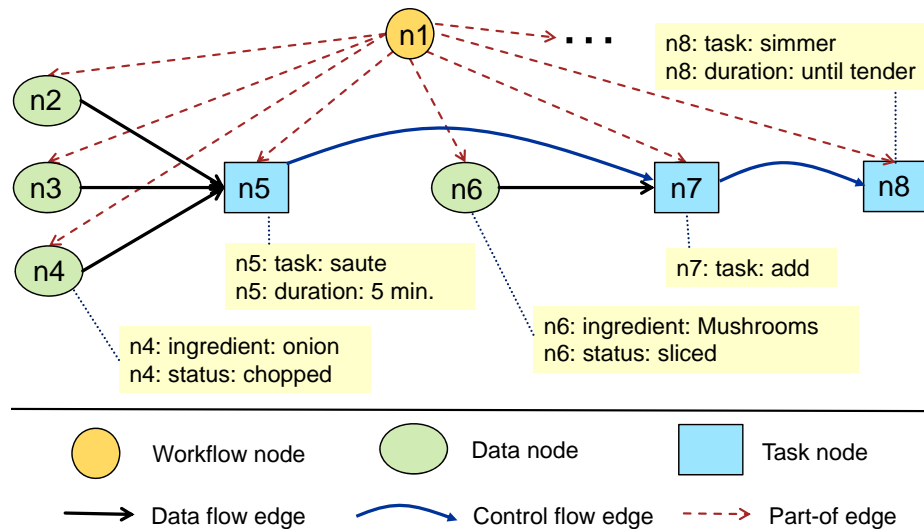 n1
...
n8: task: simmer
n8: duration: until tender
n2
n3
n5
n6
n7
n8
n4
n5: task: saute
n5: duration: 5 min.
n7: task: add
n4: ingredient: onion
n4: status: chopped
n6: ingredient: Mushrooms
n6: status: sliced
Workflow node
Data node
Task node
Data flow edge
Control flow edge
Part-of edge